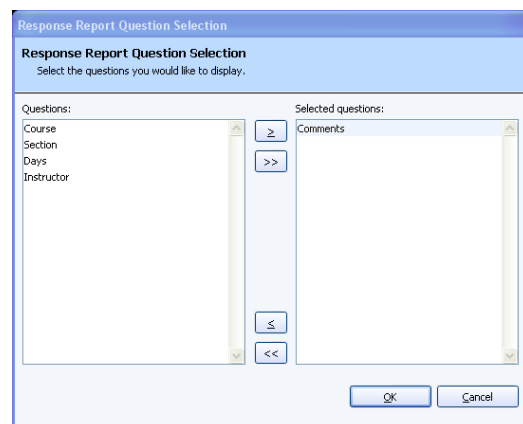 Response Report Question Selection
Response Report Question Selection
Select the questions you would like to display.
Questions:
Course
Section
Days
Instructor
>
>>
<
<<
Selected questions:
Comments
OK
Cancel